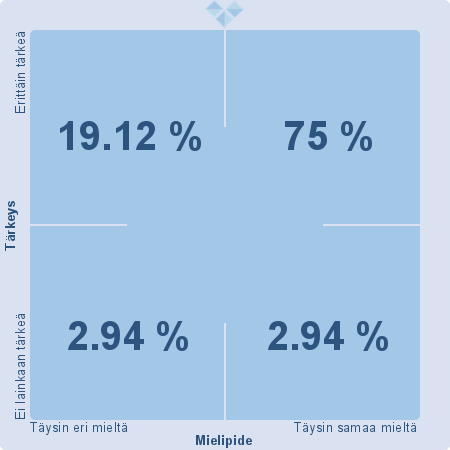 Erittäin tärkeä
19.12 %
75 %
Tärkeys
2.94 %
2.94 %
Ei lainkaan tärkeä
Täysin eri mieltä
Täysin samaa mieltä
Mielipide